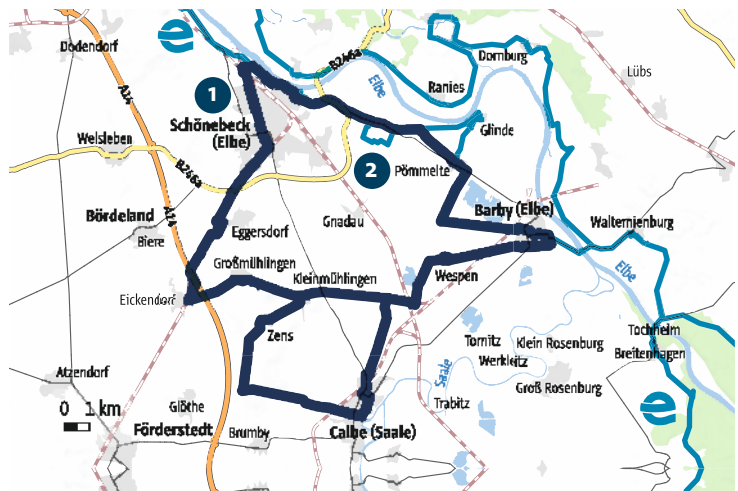 Dodendorf
B246a
Dornburg
Lübs
Elbe
Ranies
A14
1
Schönebeck
(Elbe)
Glinde
Welsleben
B246a
2
Pömmelte
A14
Bördeland
Barby (Elbe)
Walternienburg
Biere
Eggersdorf
Gnadau
Großmühlingen
Kleinmühlingen
Wespen
Elbe
Eickendorf
Zens
Tornitz
Klein Rosenburg
Tochheim
Werkleitz
Breitenhagen
Saale
Atzendorf
Groß Rosenburg
0 1 km
Glöthe
Trabitz
e
Förderstedt
Brumby
Calbe (Saale)